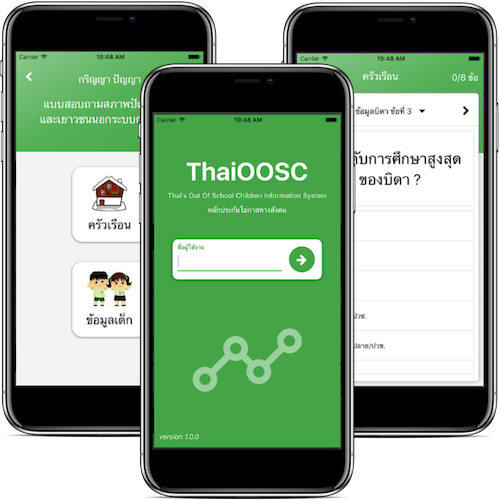 Carrier 10:48 AM
กริญญา ปัญญา
แบบสอบถามสภาพปัญ
และเยาวชนนอกระบบก
ครัวเรือน
ข้อมูลเด็ก
Carrier 10:48 AM
ThaiOOSC
Thai's Out Of School Children Information System
หลักประกันโอกาสทางสังคม
ชื่อผู้ใช้งาน
version 1.0.0
10:48 AM
ครัวเรือน 0/8 ข้อ
ข้อมูลบิดา ข้อที่ 3
ับการศึกษาสูงสุด
ของบิดา ?
/ปวช.
ปลาย/ปวช.